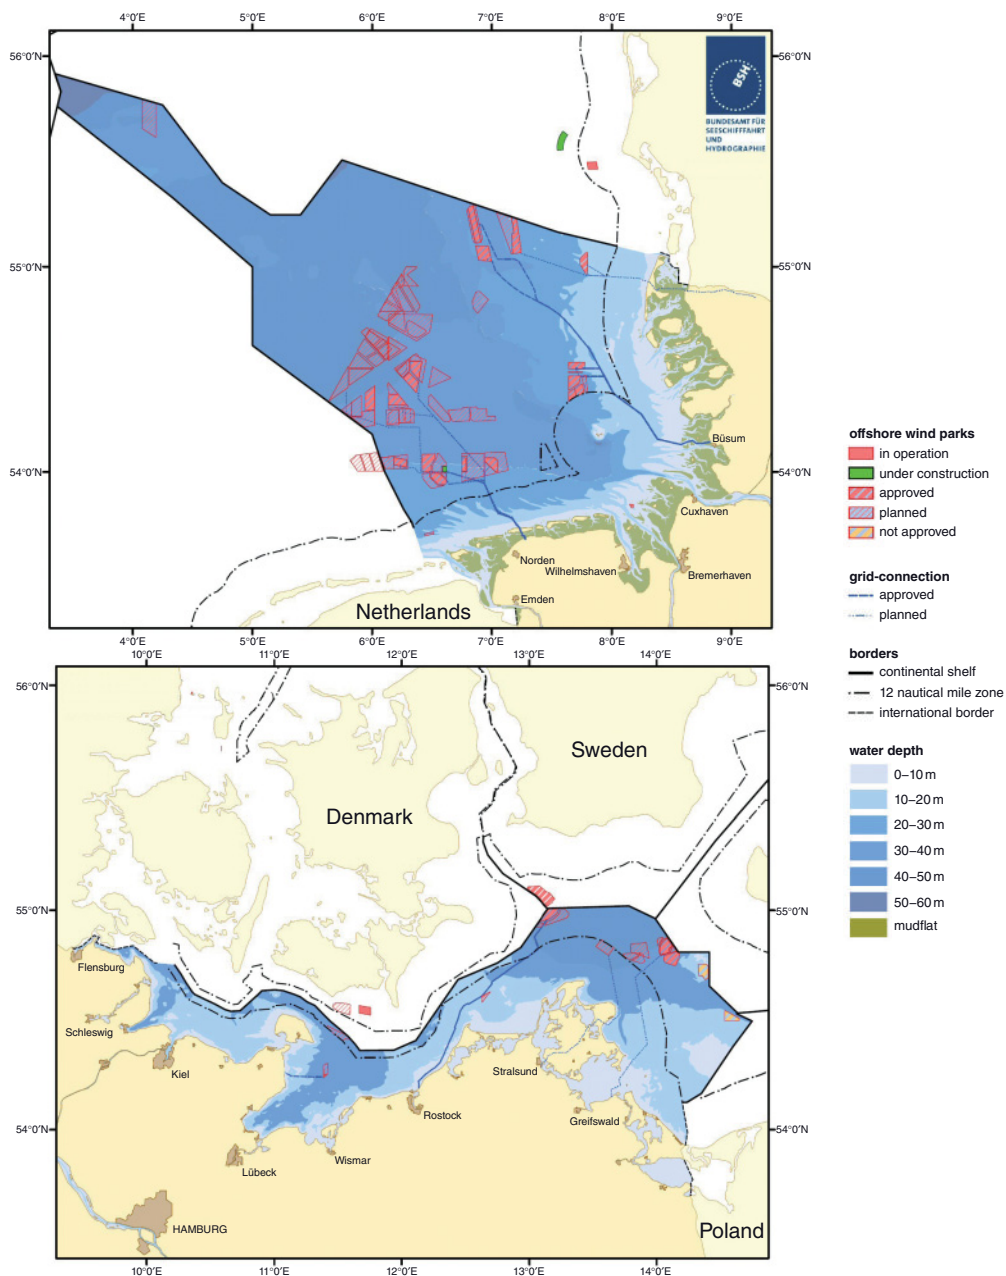 4°0′E 5°0′E 6°0′E 7°0′E 8°0′E 9°0′E
56°0′N 56°0′N
BSH
BUNDESAMT FÜR
SEESCHIFFFAHRT
UND
HYDROGRAPHIE
55°0′N 55°0′N
Büsum
54°0′N 54°0′N
Cuxhaven
Norden
Wilhelmshaven
Bremerhaven
Emden
Netherlands
4°0′E 5°0′E 6°0′E 7°0′E 8°0′E 9°0′E
offshore wind parks
in operation
under construction
approved
planned
not approved
grid-connection
approved
planned
borders
continental shelf
12 nautical mile zone
international border
water depth
0–10 m
10–20 m
20–30 m
30–40 m
40–50 m
50–60 m
mudflat
10°0′E 11°0′E 12°0′E 13°0′E 14°0′E
56°0′N 56°0′N
Sweden
Denmark
55°0′N 55°0′N
Flensburg
Schleswig
Kiel
Stralsund
Rostock
Greifswald
54°0′N 54°0′N
Wismar
Lübeck
HAMBURG
Poland
10°0′E 11°0′E 12°0′E 13°0′E 14°0′E